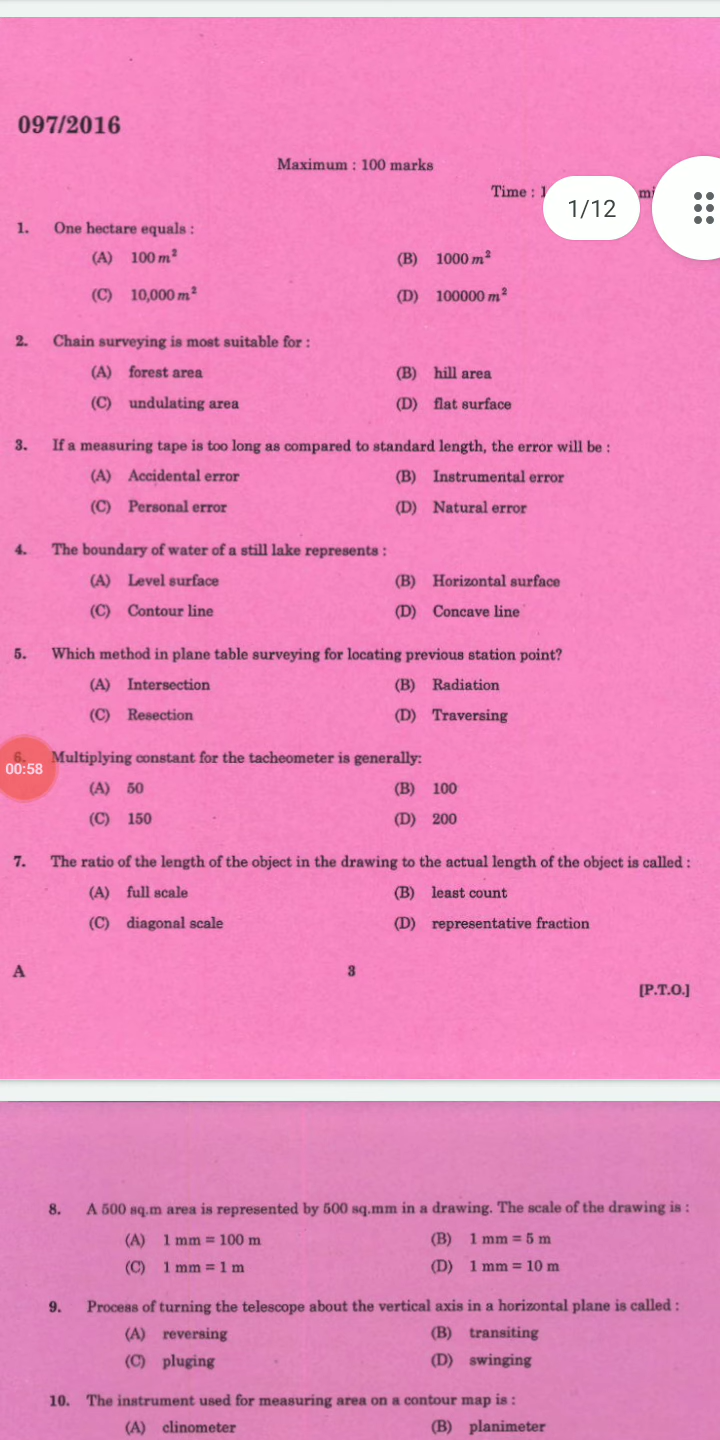 097/2016
Maximum : 100 marks
Time : 1
1/12
1. One hectare equals :
(A) 100 m² (B) 1000 m²
(C) 10,000 m² (D) 100000 m²
2. Chain surveying is most suitable for :
(A) forest area (B) hill area
(C) undulating area (D) flat surface
3. If a measuring tape is too long as compared to standard length, the error will be :
(A) Accidental error (B) Instrumental error
(C) Personal error (D) Natural error
4. The boundary of water of a still lake represents :
(A) Level surface (B) Horizontal surface
(C) Contour line (D) Concave line
5. Which method in plane table surveying for locating previous station point?
(A) Intersection (B) Radiation
(C) Resection (D) Traversing
6. Multiplying constant for the tacheometer is generally:
00:58
(A) 50 (B) 100
(C) 150 (D) 200
7. The ratio of the length of the object in the drawing to the actual length of the object is called :
(A) full scale (B) least count
(C) diagonal scale (D) representative fraction
A 3
[P.T.O.]
8. A 500 sq.m area is represented by 500 sq.mm in a drawing. The scale of the drawing is :
(A) 1 mm = 100 m (B) 1 mm = 5 m
(C) 1 mm = 1 m (D) 1 mm = 10 m
9. Process of turning the telescope about the vertical axis in a horizontal plane is called :
(A) reversing (B) transiting
(C) pluging (D) swinging
10. The instrument used for measuring area on a contour map is :
(A) clinometer (B) planimeter